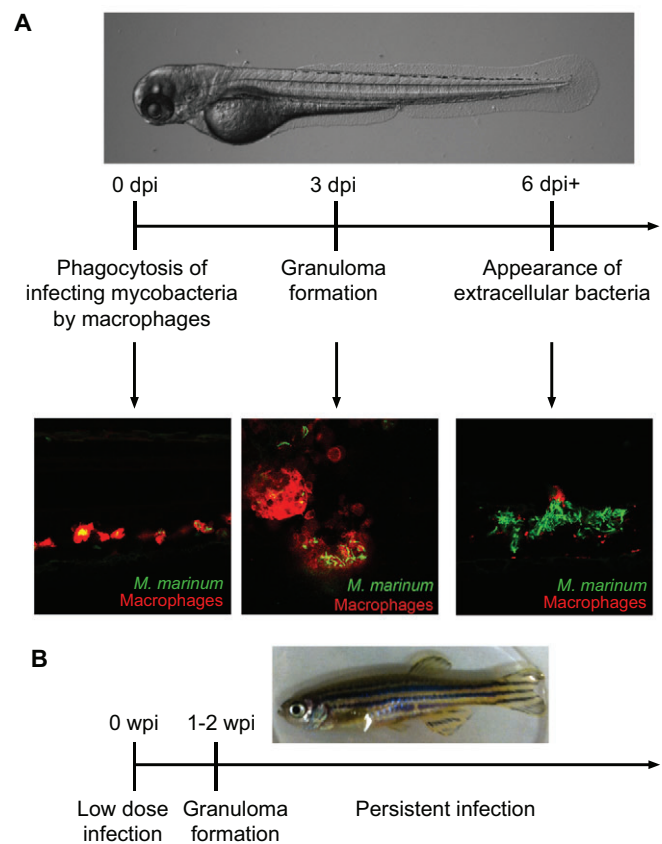 A
0 dpi 3 dpi 6 dpi+
Phagocytosis of
infecting mycobacteria
by macrophages
Granuloma
formation
Appearance of
extracellular bacteria
M. marinum
Macrophages
M. marinum
Macrophages
M. marinum
Macrophages
B
0 wpi 1-2 wpi
Low dose
infection
Granuloma
formation
Persistent infection